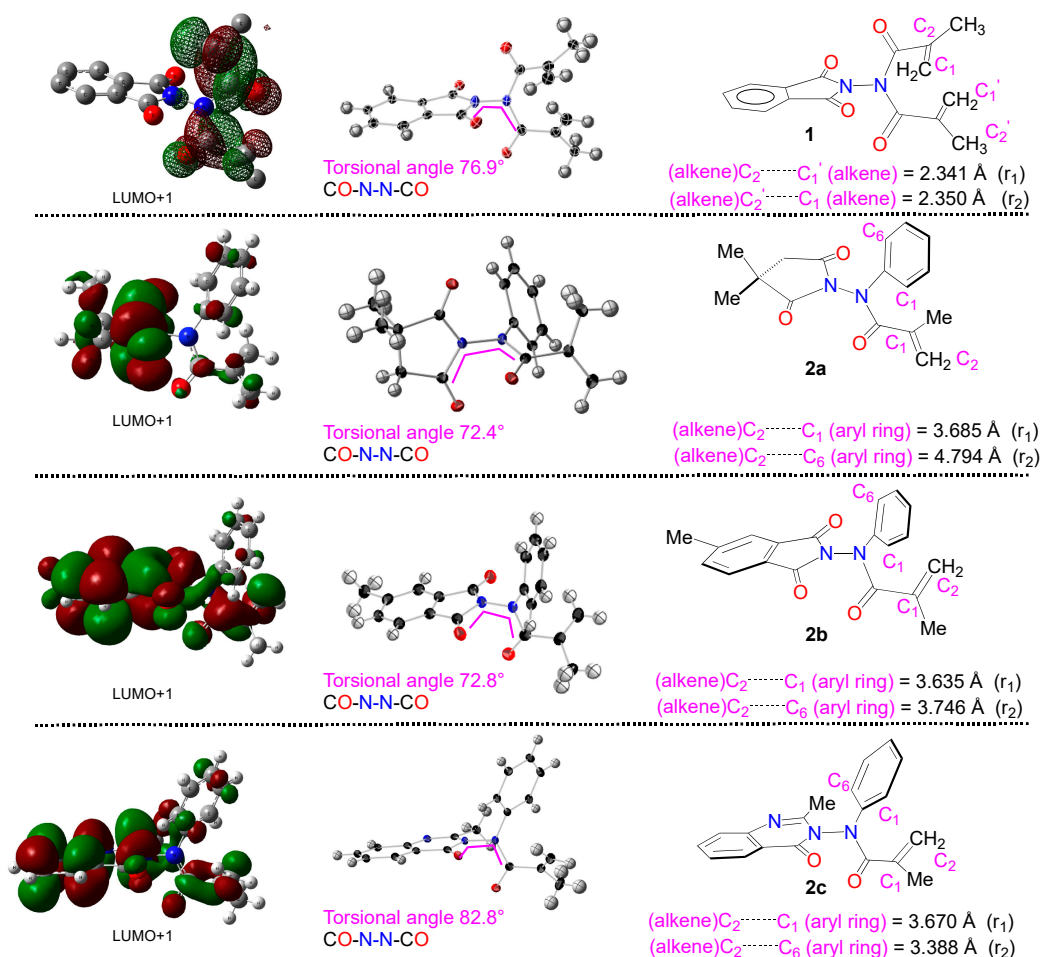 LUMO+1
Torsional angle 76.9°
CO-N-N-CO
O
O
N
N
O
C2
CH3
H2C
C1
O
CH2
C1'
CH3
C2'
1
(alkene)C2------C1' (alkene) = 2.341 Å (r1)
(alkene)C2'------C1 (alkene) = 2.350 Å (r2)
LUMO+1
Torsional angle 72.4°
CO-N-N-CO
C6
Me
Me
O
O
N
N
C1
O
Me
C1
CH2
C2
2a
(alkene)C2------C1 (aryl ring) = 3.685 Å (r1)
(alkene)C2------C6 (aryl ring) = 4.794 Å (r2)
LUMO+1
Torsional angle 72.8°
CO-N-N-CO
C6
Me
O
O
N
N
C1
O
CH2
C2
C1
Me
2b
(alkene)C2------C1 (aryl ring) = 3.635 Å (r1)
(alkene)C2------C6 (aryl ring) = 3.746 Å (r2)
LUMO+1
Torsional angle 82.8°
CO-N-N-CO
C6
Me
N
N
N
C1
O
O
CH2
C2
C1
Me
2c
(alkene)C2------C1 (aryl ring) = 3.670 Å (r1)
(alkene)C2------C6 (aryl ring) = 3.388 Å (r2)